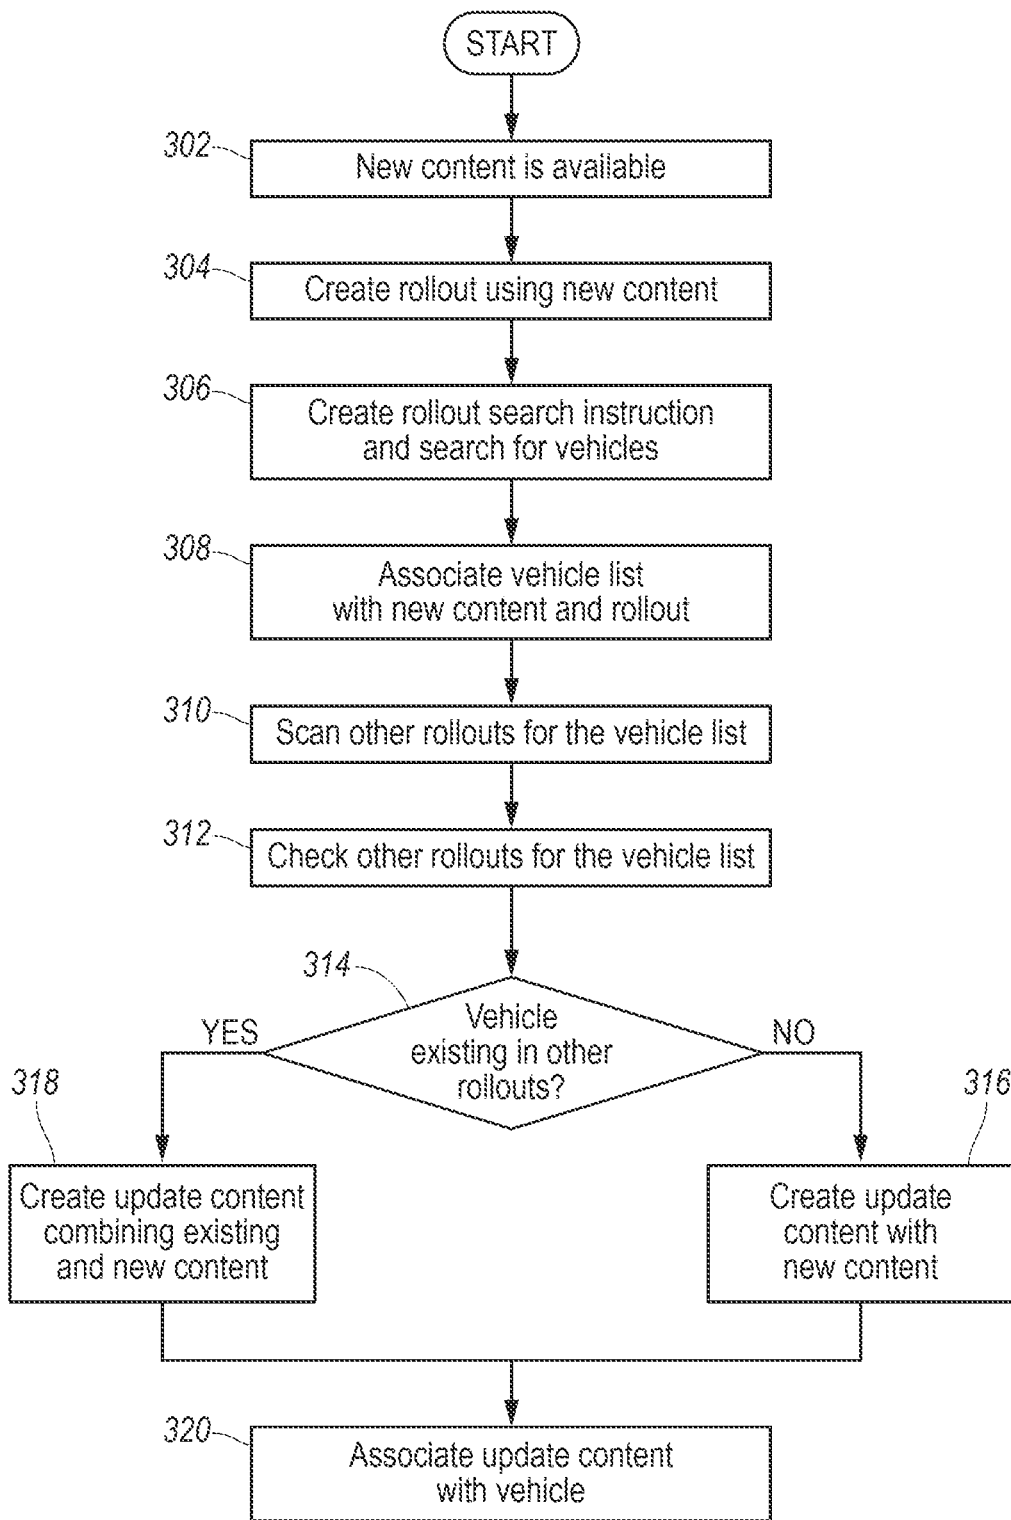 START
302
New content is available
304
Create rollout using new content
306
Create rollout search instruction
and search for vehicles
308
Associate vehicle list
with new content and rollout
310
Scan other rollouts for the vehicle list
312
Check other rollouts for the vehicle list
314
Vehicle
existing in other
rollouts?
YES
NO
318
Create update content
combining existing
and new content
316
Create update
content with
new content
320
Associate update content
with vehicle